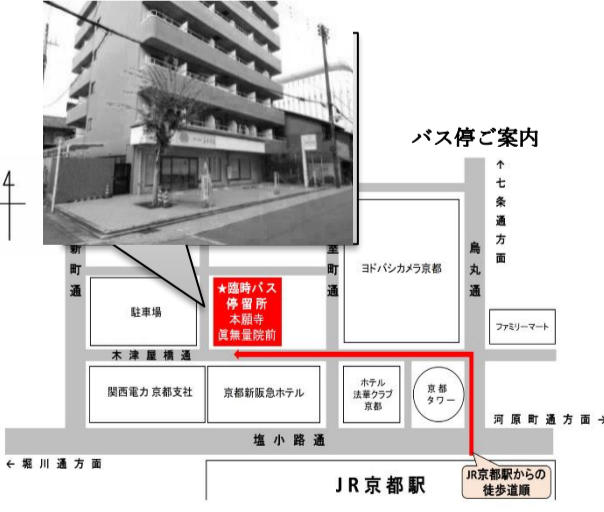 バス停ご案内
4
↑七条通方面
新町通
室町通
烏丸通
ヨドバシカメラ京都
駐車場
★臨時バス
停留所
本願寺
眞無量院前
ファミリーマート
木津屋橋通
関西電力 京都支社
京都新阪急ホテル
ホテル
法華クラブ
京都
京都
タワー
河原町通方面→
塩小路通
←堀川通方面
JR京都駅
JR京都駅からの
徒歩道順